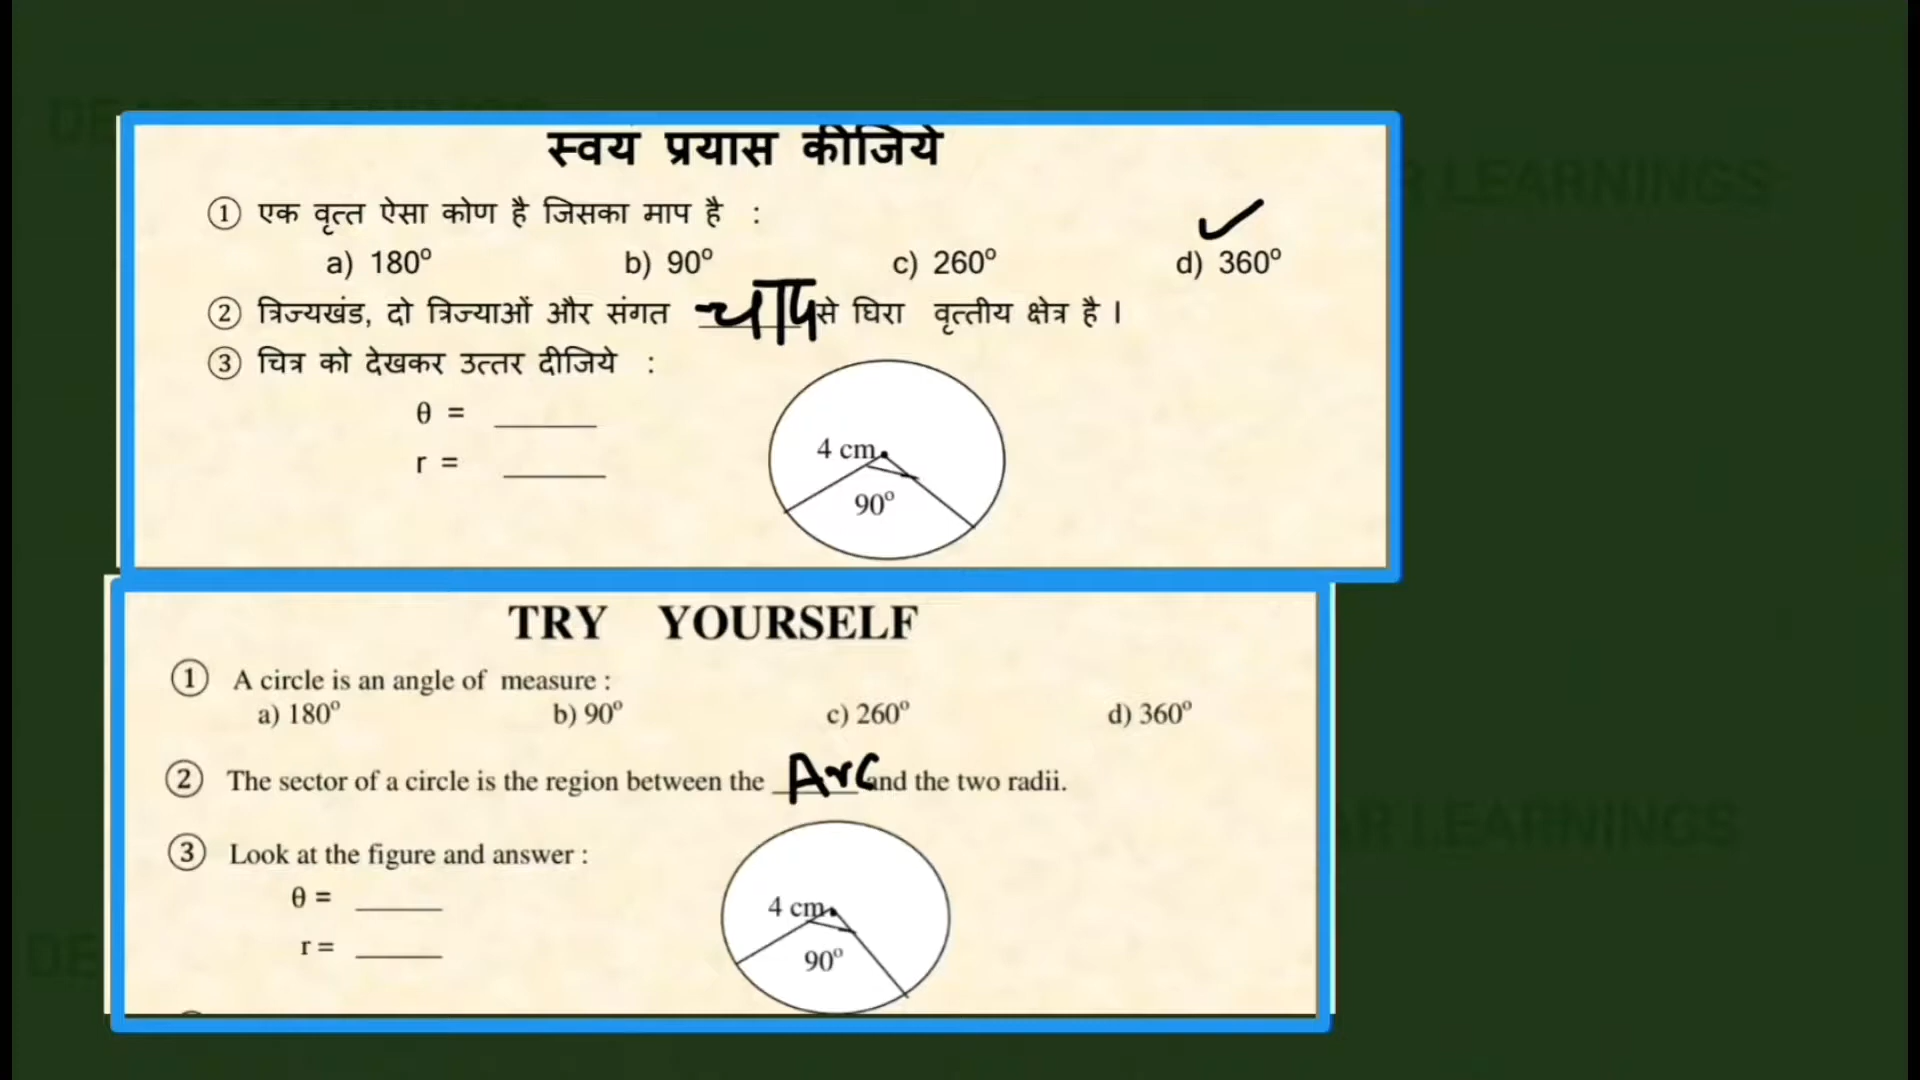 स्वयं प्रयास कीजिये
① एक वृत्त ऐसा कोण है जिसका माप है :
a) 180° b) 90° c) 260° d) 360°
② त्रिज्यखंड, दो त्रिज्याओं और संगत चाप से घिरा वृत्तीय क्षेत्र है ।
③ चित्र को देखकर उत्तर दीजिये :
θ = ______
r = ______
4 cm
90°
TRY YOURSELF
① A circle is an angle of measure :
a) 180° b) 90° c) 260° d) 360°
② The sector of a circle is the region between the Arc and the two radii.
③ Look at the figure and answer :
θ = ______
r = ______
4 cm
90°